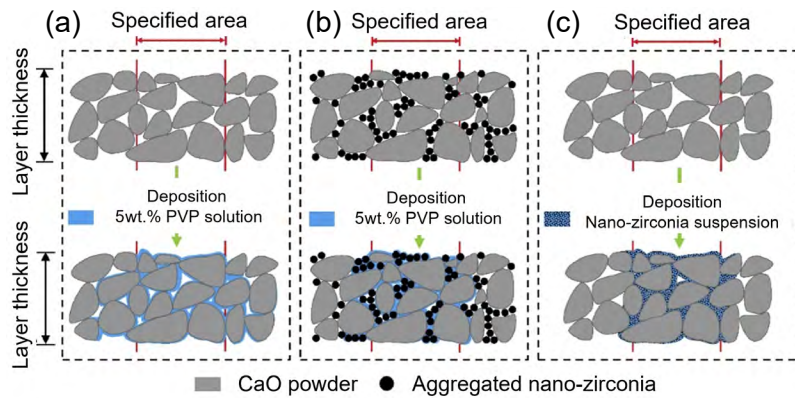 (a)
Specified area
(b)
Specified area
(c)
Specified area
Layer thickness
Deposition
5wt.% PVP solution
Deposition
5wt.% PVP solution
Deposition
Nano-zirconia suspension
Layer thickness
CaO powder
Aggregated nano-zirconia